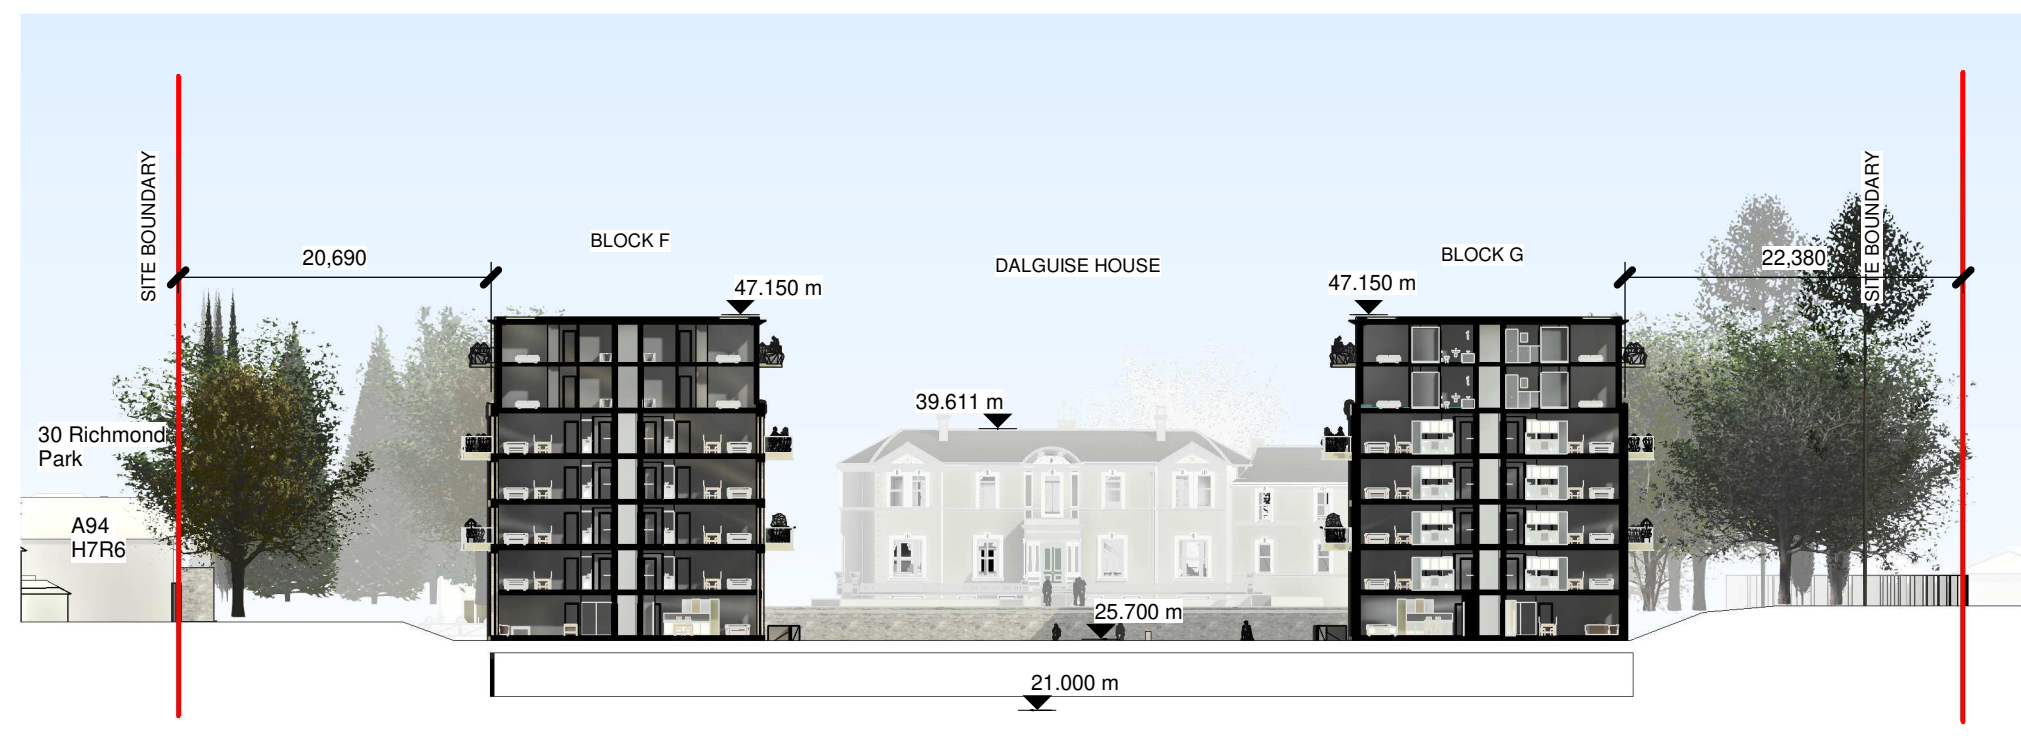 SITE BOUNDARY
20,690
BLOCK F
47.150 m
DALGUISE HOUSE
39.611 m
47.150 m
BLOCK G
22,380
SITE BOUNDARY
30 Richmond
Park
A94
H7R6
25.700 m
21.000 m